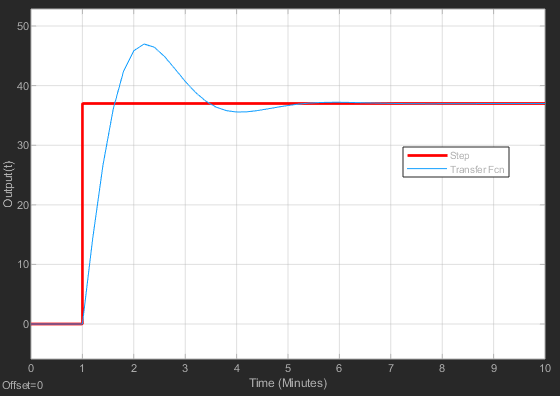 50
40
30
20
10
0
Output(t)
Step
Transfer Fcn
0 1 2 3 4 5 6 7 8 9 10
Offset=0
Time (Minutes)